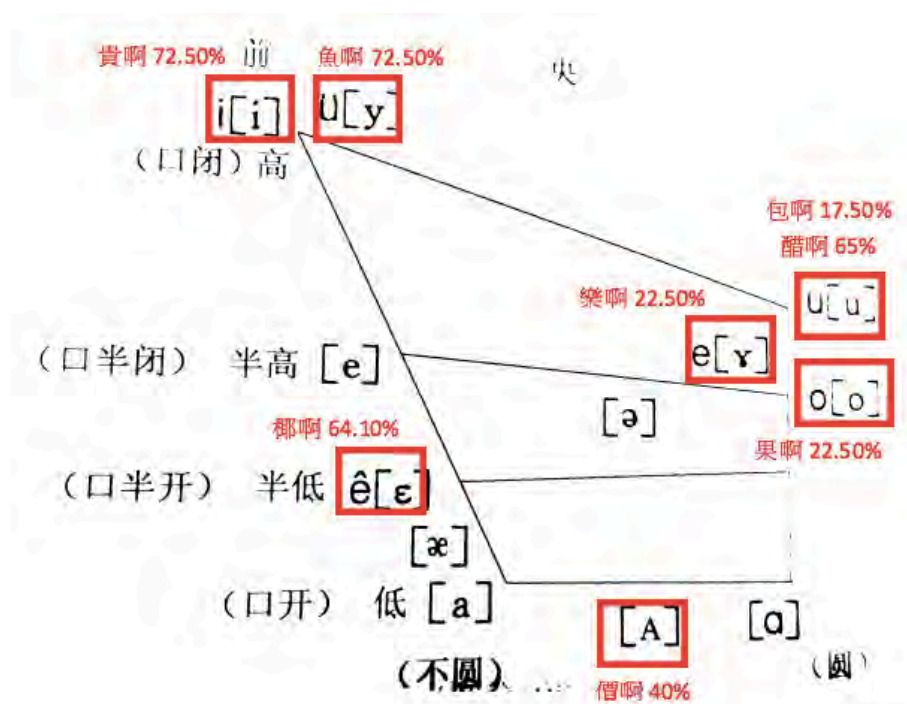 貴啊 72.50% 前 魚啊 72.50%
央
i[i] U[y]
(口闭) 高
包啊 17.50%
醋啊 65%
樂啊 22.50%
U[u]
e[ɤ]
(口半闭) 半高 [e]
o[o]
[ə]
椰啊 64.10%
果啊 22.50%
(口半开) 半低 ê[ɛ]
[æ]
(口开) 低 [a]
[A] [ɑ]
(不圆) (圆)
價啊 40%